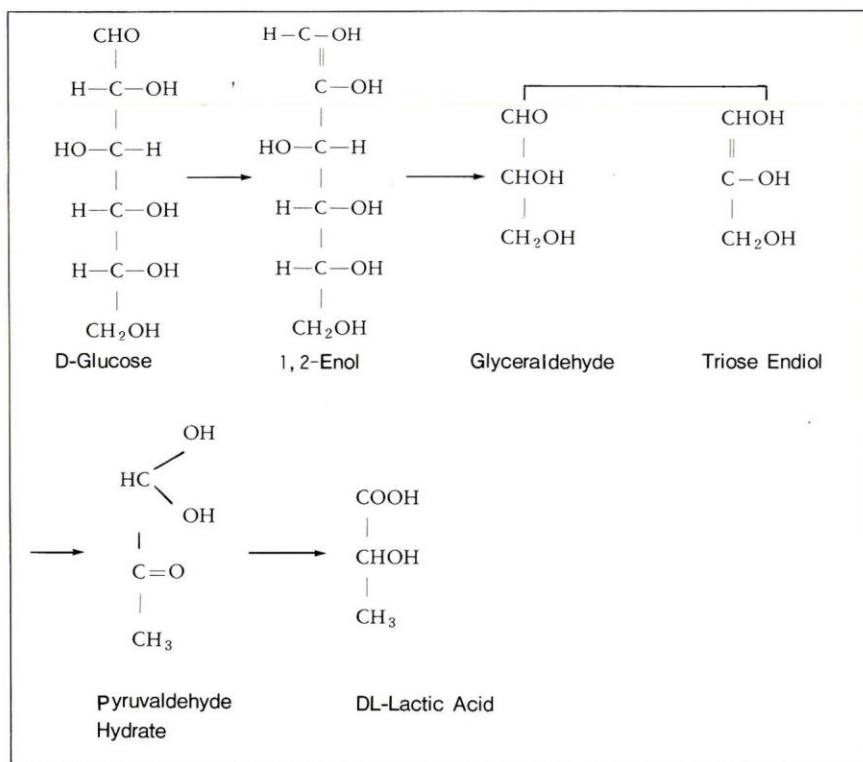 CHO
H–C–OH
HO–C–H
H–C–OH
H–C–OH
CH₂OH
D-Glucose
H–C–OH
C–OH
HO–C–H
H–C–OH
H–C–OH
CH₂OH
1,2-Enol
CHO
CHOH
CH₂OH
Glyceraldehyde
CHOH
C–OH
CH₂OH
Triose Endiol
OH
HC
OH
C=O
CH₃
Pyruvaldehyde
Hydrate
COOH
CHOH
CH₃
DL-Lactic Acid